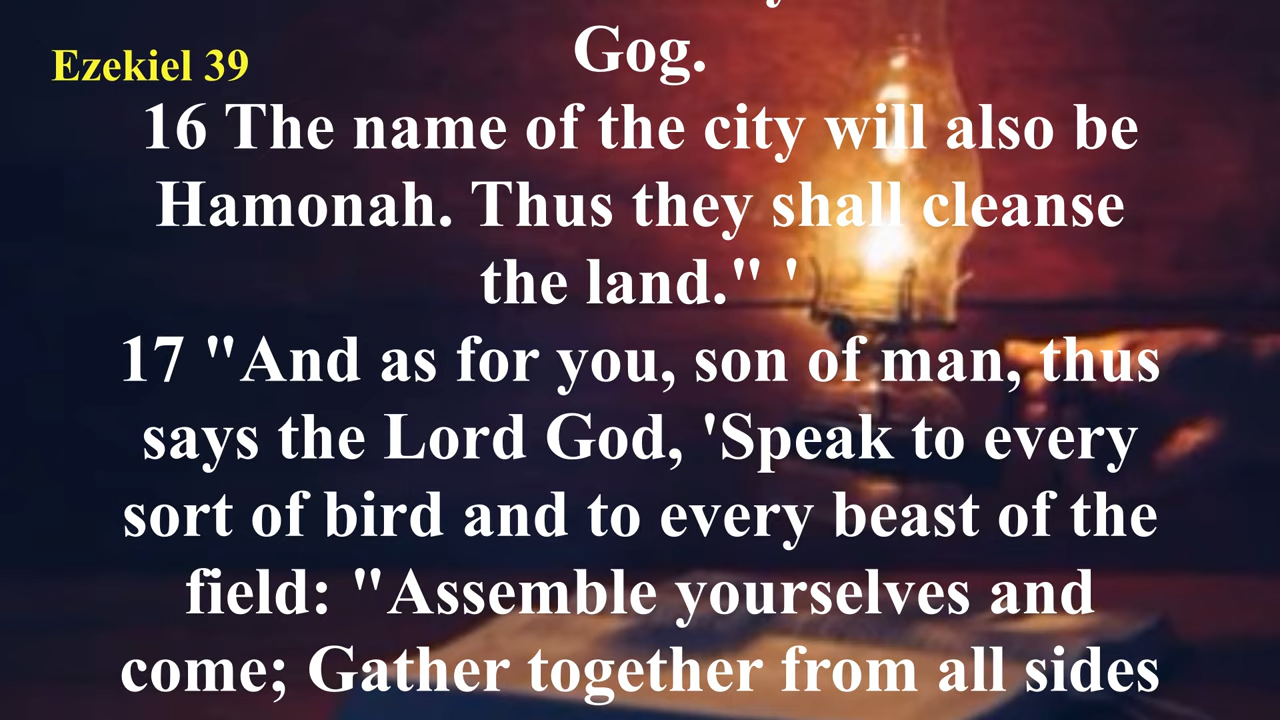 Gog.
Ezekiel 39
16 The name of the city will also be
Hamonah. Thus they shall cleanse
the land." '
17 "And as for you, son of man, thus
says the Lord God, 'Speak to every
sort of bird and to every beast of the
field: "Assemble yourselves and
come; Gather together from all sides